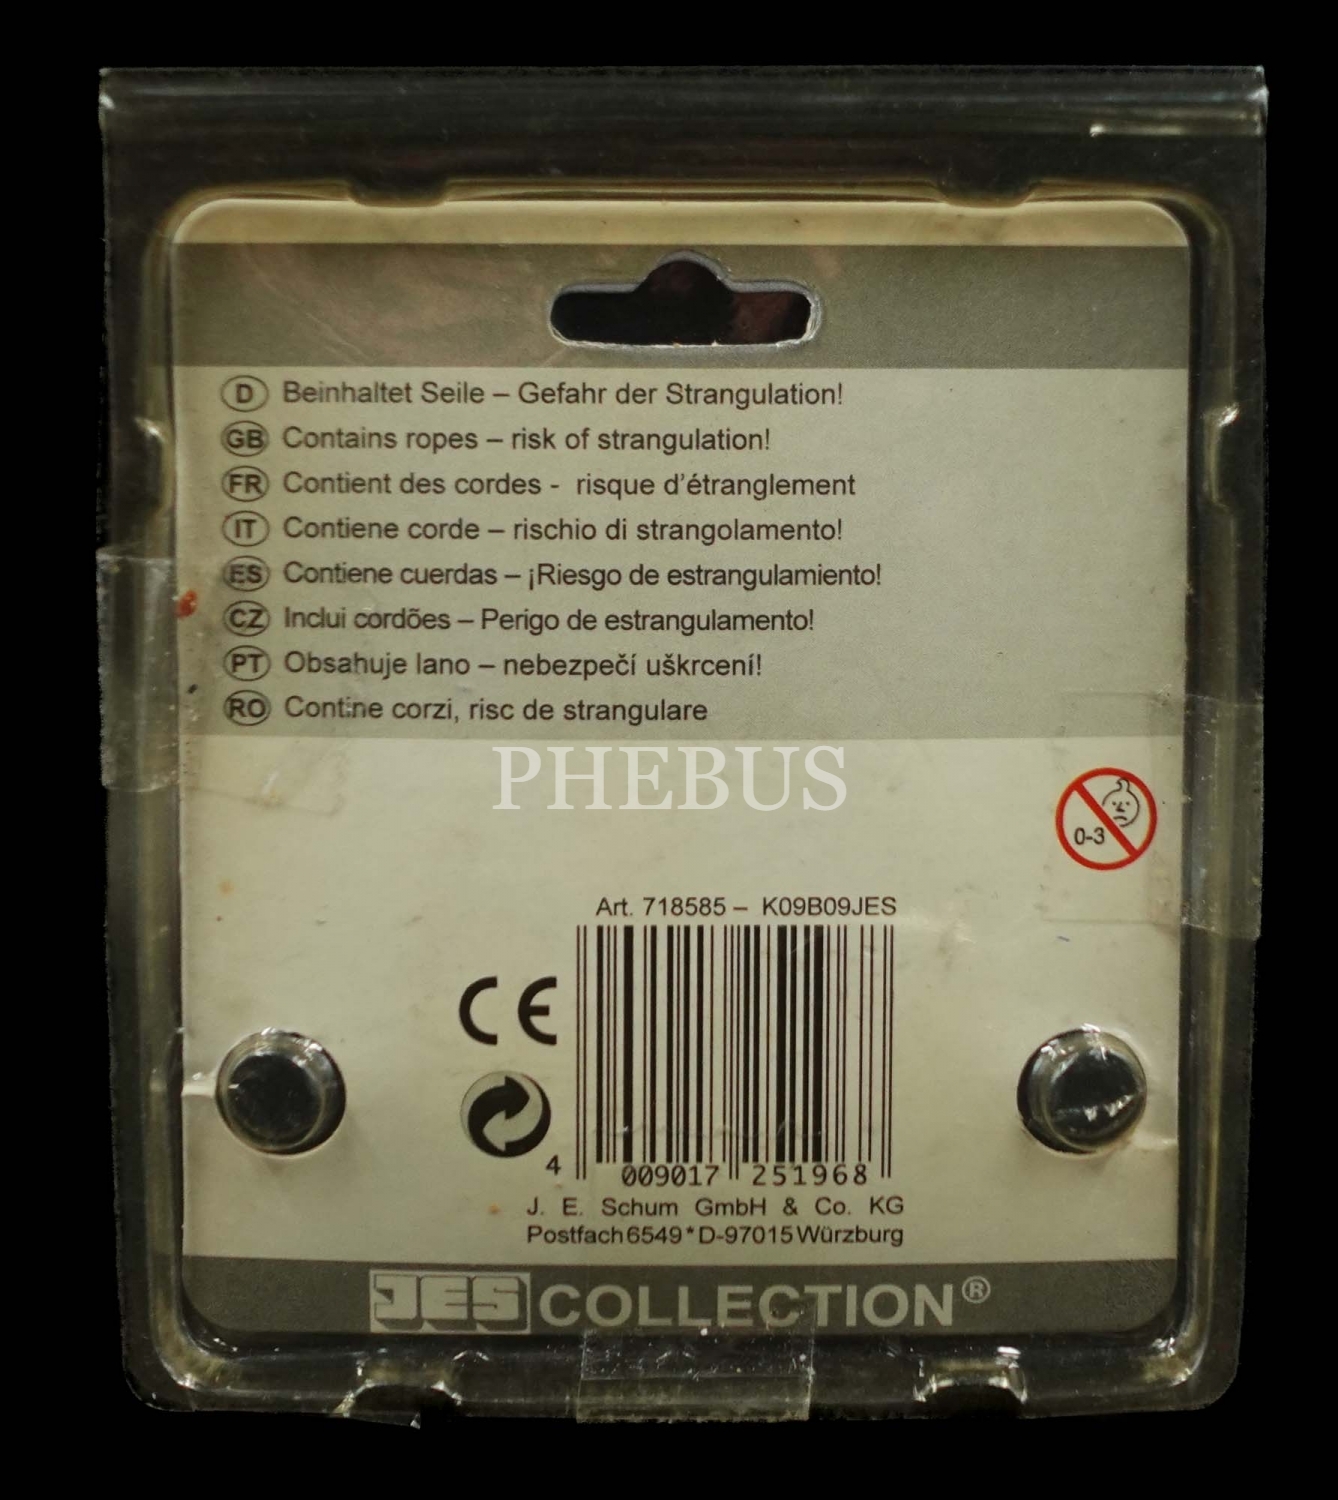 D Beinhaltet Seile – Gefahr der Strangulation!
GB Contains ropes – risk of strangulation!
FR Contient des cordes - risque d'étranglement
IT Contiene corde – rischio di strangolamento!
ES Contiene cuerdas – ¡Riesgo de estrangulamiento!
CZ Inclui cordões – Perigo de estrangulamento!
PT Obsahuje lano – nebezpečí uškrcení!
RO Contine corzi, risc de strangulare
PHEBUS
0-3
Art. 718585 – K09B09JES
CE
4 009017 251968
J. E. Schum GmbH & Co. KG
Postfach 6549 * D-97015 Würzburg
JES COLLECTION®